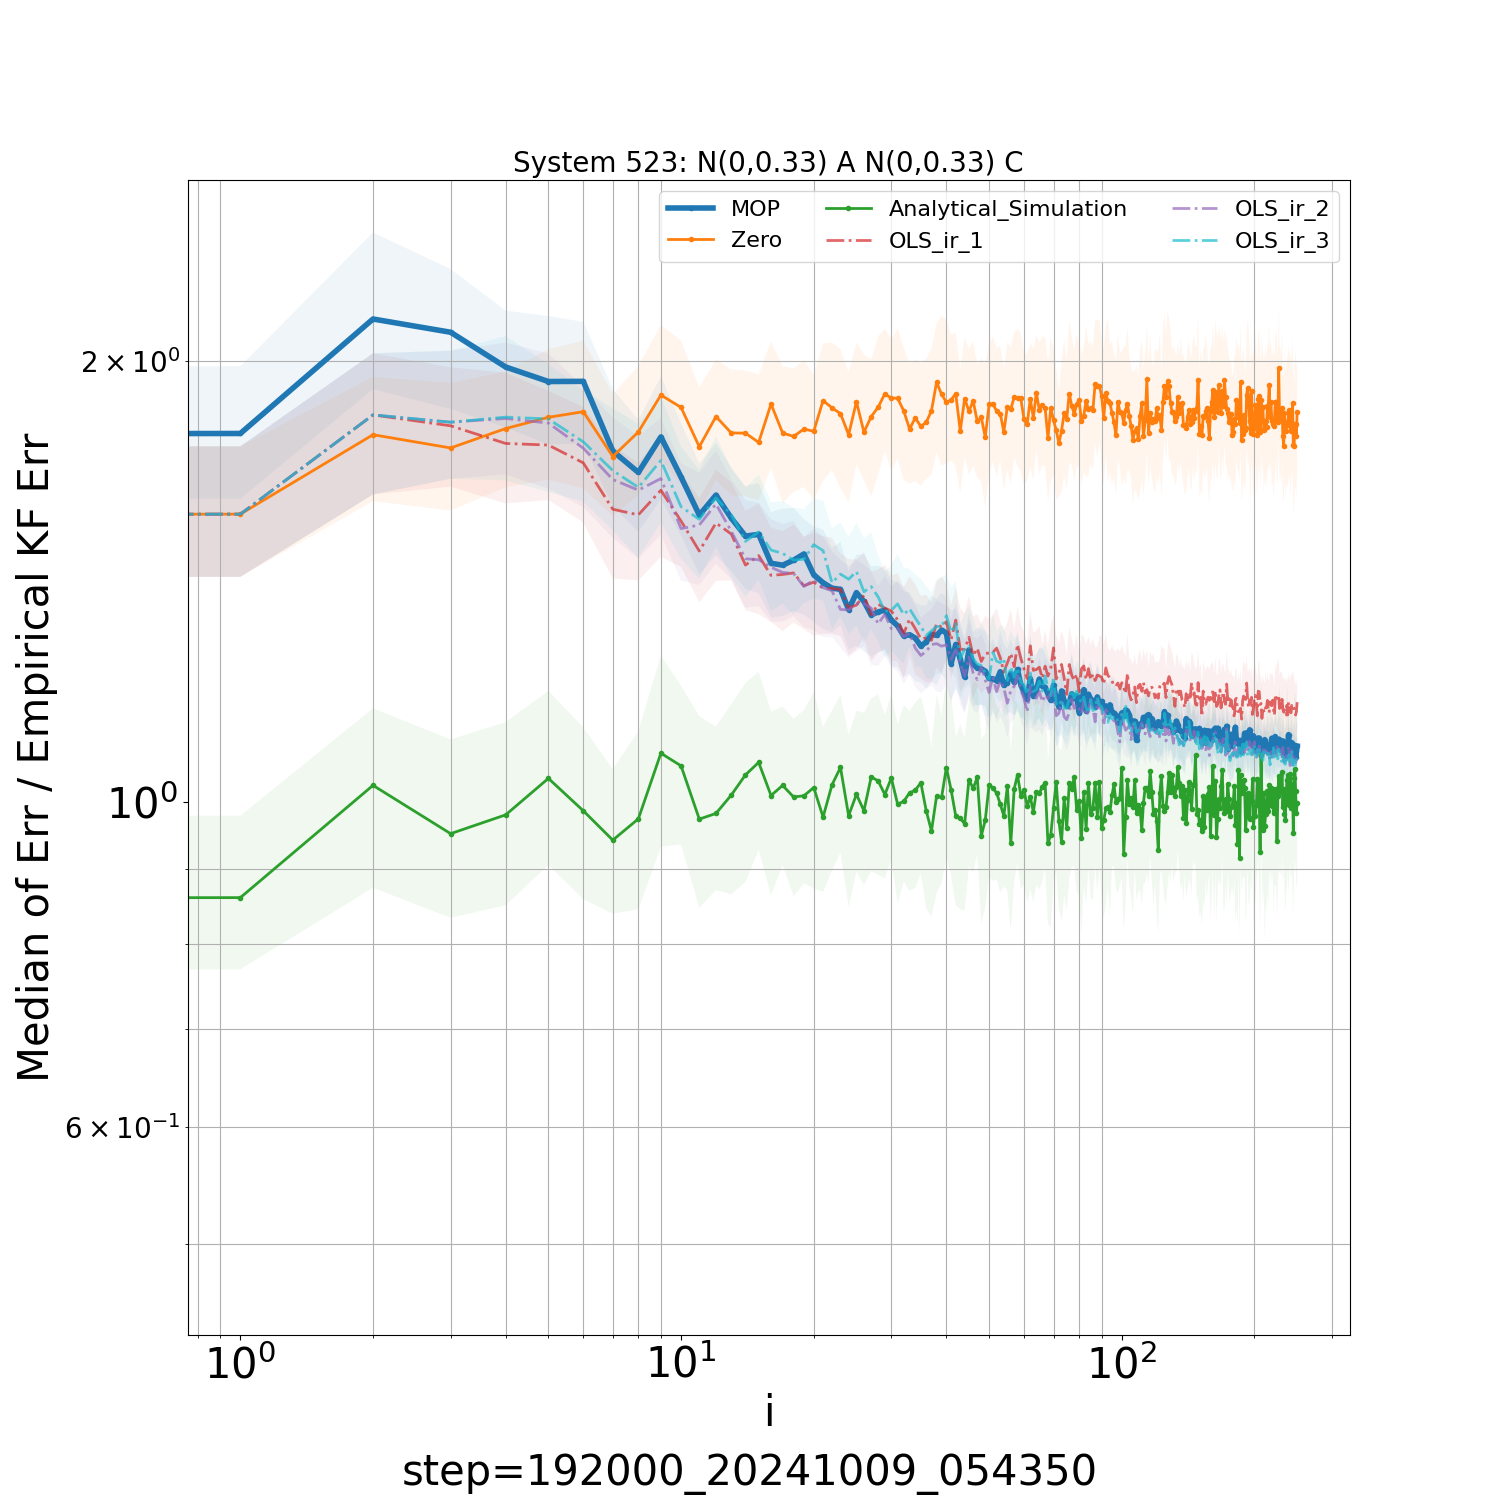 System 523: N(0,0.33) A N(0,0.33) C
MOP
Zero
Analytical_Simulation
OLS_ir_1
OLS_ir_2
OLS_ir_3
Median of Err / Empirical KF Err
2 × 10⁰
10⁰
6 × 10⁻¹
10⁰ 10¹ 10²
i
step=192000_20241009_054350